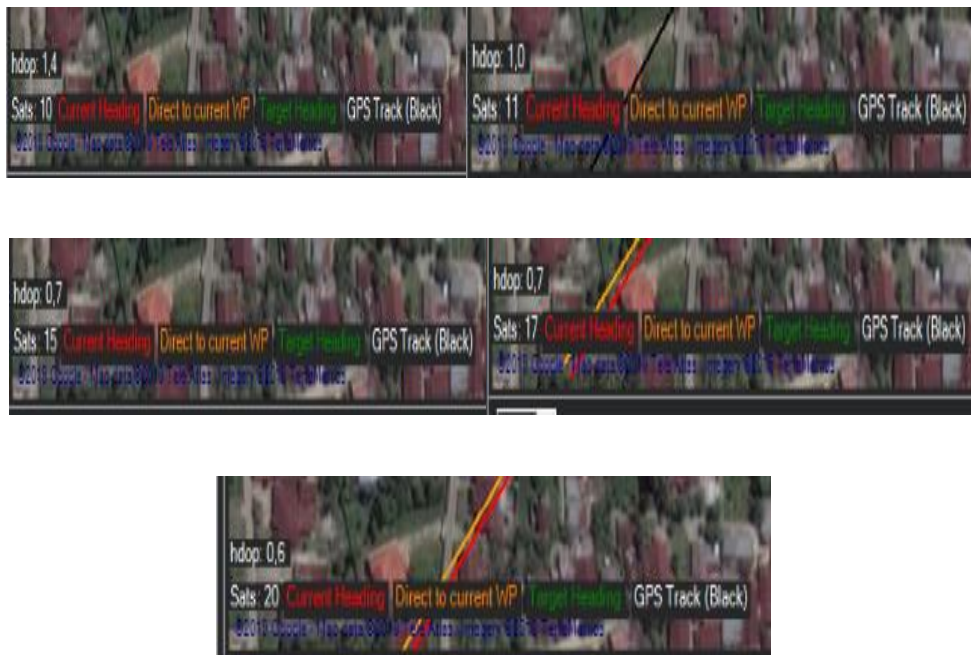 hdop: 1,4
Sats: 10 Current Heading Direct to current WP Target Heading GPS Track (Black)
hdop: 1,0
Sats: 11 Current Heading Direct to current WP Target Heading GPS Track (Black)
hdop: 0,7
Sats: 15 Current Heading Direct to current WP Target Heading GPS Track (Black)
hdop: 0,7
Sats: 17 Current Heading Direct to current WP Target Heading GPS Track (Black)
hdop: 0,6
Sats: 20 Current Heading Direct to current WP Target Heading GPS Track (Black)